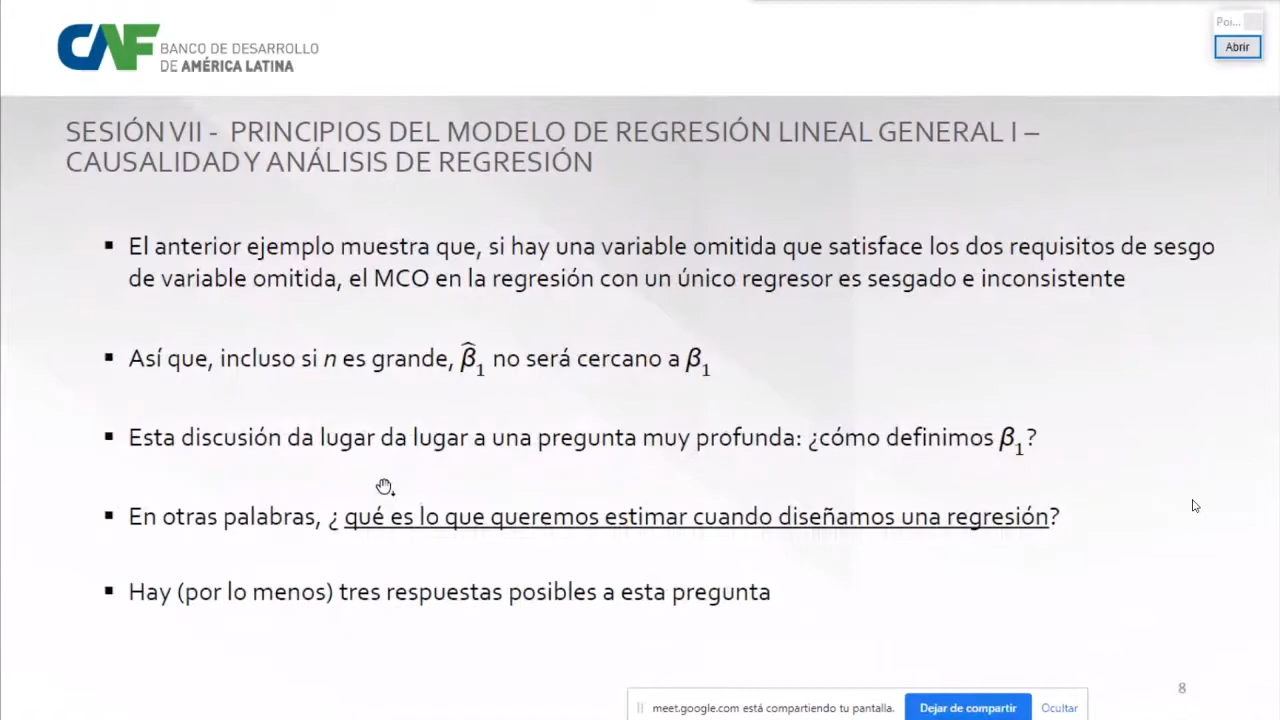 CAF BANCO DE DESARROLLO
DE AMÉRICA LATINA
Poi...
Abrir
SESIÓN VII - PRINCIPIOS DEL MODELO DE REGRESIÓN LINEAL GENERAL I –
CAUSALIDAD Y ANÁLISIS DE REGRESIÓN
▪ El anterior ejemplo muestra que, si hay una variable omitida que satisface los dos requisitos de sesgo
de variable omitida, el MCO en la regresión con un único regresor es sesgado e inconsistente
▪ Así que, incluso si n es grande, β̂₁ no será cercano a β₁
▪ Esta discusión da lugar da lugar a una pregunta muy profunda: ¿cómo definimos β₁?
▪ En otras palabras, ¿ qué es lo que queremos estimar cuando diseñamos una regresión?
▪ Hay (por lo menos) tres respuestas posibles a esta pregunta
8
meet.google.com está compartiendo tu pantalla. Dejar de compartir Ocultar